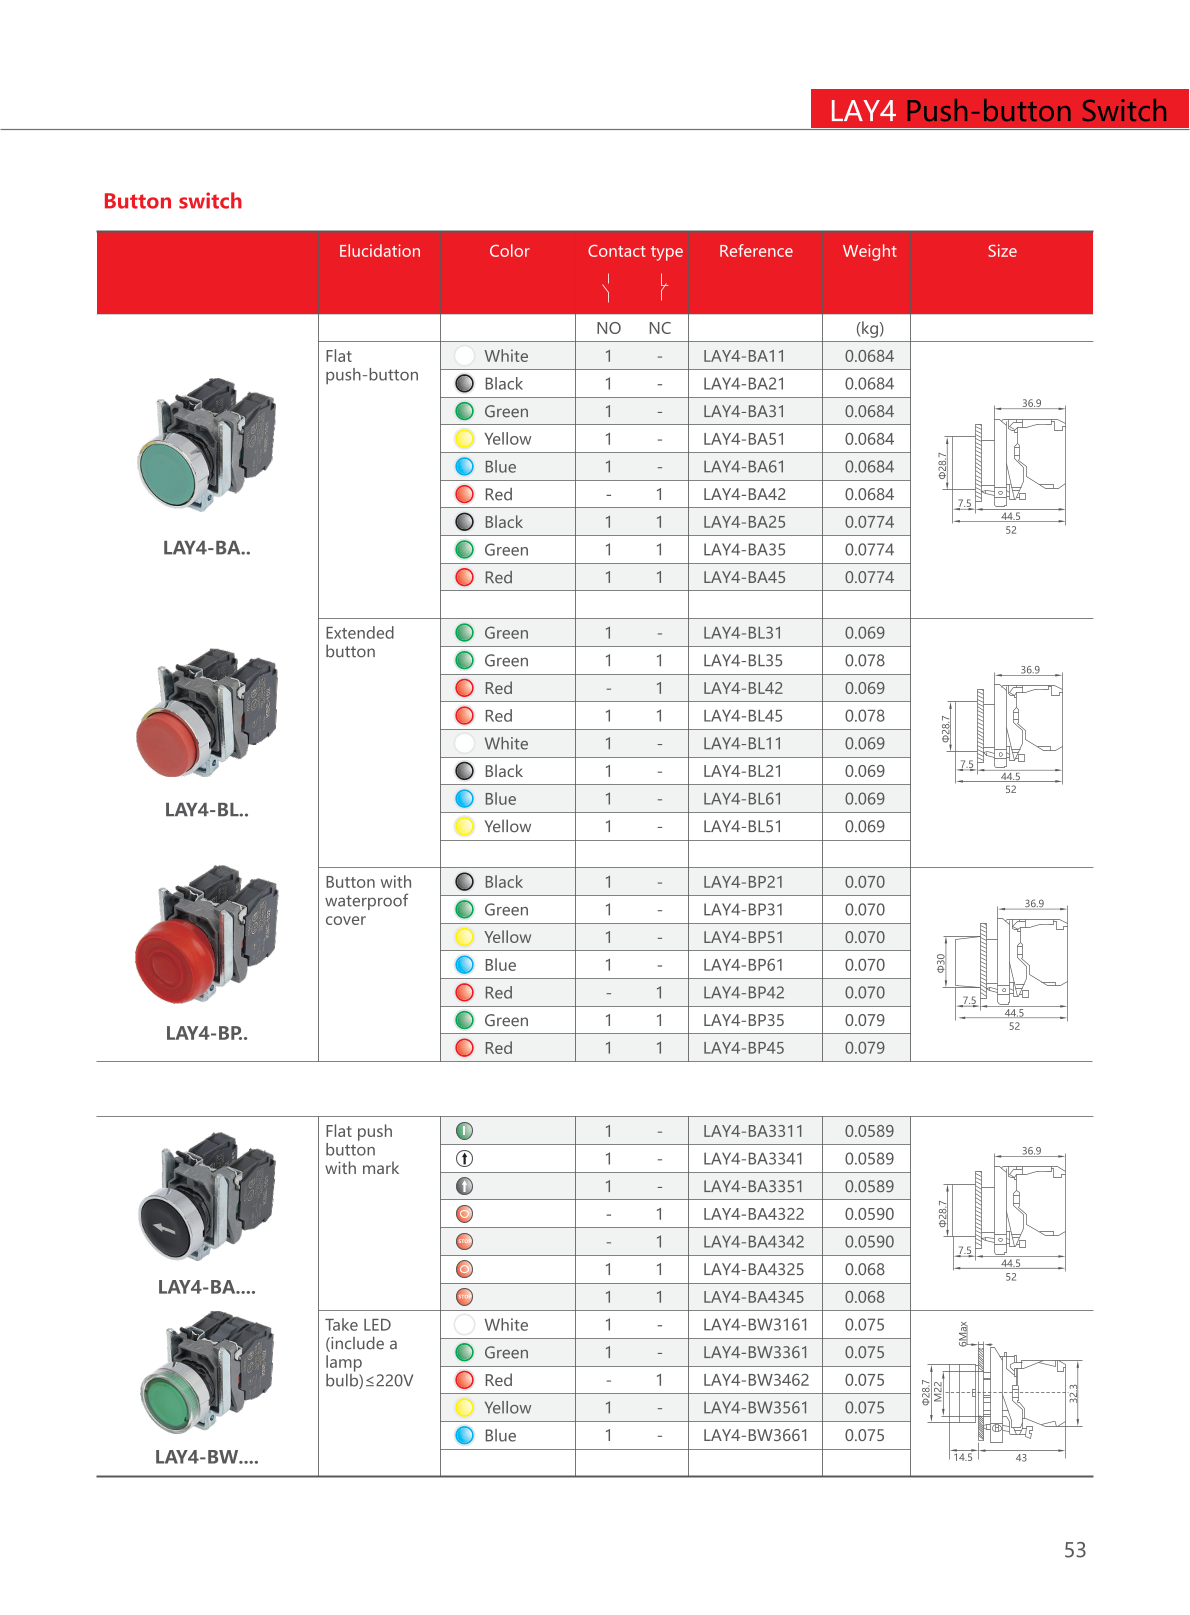 LAY4 Push-button Switch
Button switch
Elucidation Color Contact type Reference Weight Size
NO NC (kg)
Flat
push-button
White 1 - LAY4-BA11 0.0684
Black 1 - LAY4-BA21 0.0684
Green 1 - LAY4-BA31 0.0684
Yellow 1 - LAY4-BA51 0.0684
Blue 1 - LAY4-BA61 0.0684
Red - 1 LAY4-BA42 0.0684
Black 1 1 LAY4-BA25 0.0774
Green 1 1 LAY4-BA35 0.0774
Red 1 1 LAY4-BA45 0.0774
LAY4-BA..
36.9
Φ28.7
7.5
44.5
52
Extended
button
Green 1 - LAY4-BL31 0.069
Green 1 1 LAY4-BL35 0.078
Red - 1 LAY4-BL42 0.069
Red 1 1 LAY4-BL45 0.078
White 1 - LAY4-BL11 0.069
Black 1 - LAY4-BL21 0.069
Blue 1 - LAY4-BL61 0.069
Yellow 1 - LAY4-BL51 0.069
LAY4-BL..
36.9
Φ28.7
7.5
44.5
52
Button with
waterproof
cover
Black 1 - LAY4-BP21 0.070
Green 1 - LAY4-BP31 0.070
Yellow 1 - LAY4-BP51 0.070
Blue 1 - LAY4-BP61 0.070
Red - 1 LAY4-BP42 0.070
Green 1 1 LAY4-BP35 0.079
Red 1 1 LAY4-BP45 0.079
LAY4-BP..
36.9
Φ30
7.5
44.5
52
Flat push
button
with mark
1 - LAY4-BA3311 0.0589
1 - LAY4-BA3341 0.0589
1 - LAY4-BA3351 0.0589
- 1 LAY4-BA4322 0.0590
STOP - 1 LAY4-BA4342 0.0590
1 1 LAY4-BA4325 0.068
STOP 1 1 LAY4-BA4345 0.068
LAY4-BA....
36.9
Φ28.7
7.5
44.5
52
Take LED
(include a
lamp
bulb)≤220V
White 1 - LAY4-BW3161 0.075
Green 1 - LAY4-BW3361 0.075
Red - 1 LAY4-BW3462 0.075
Yellow 1 - LAY4-BW3561 0.075
Blue 1 - LAY4-BW3661 0.075
LAY4-BW....
6Max
Φ28.7
M22
32.3
14.5
43
53